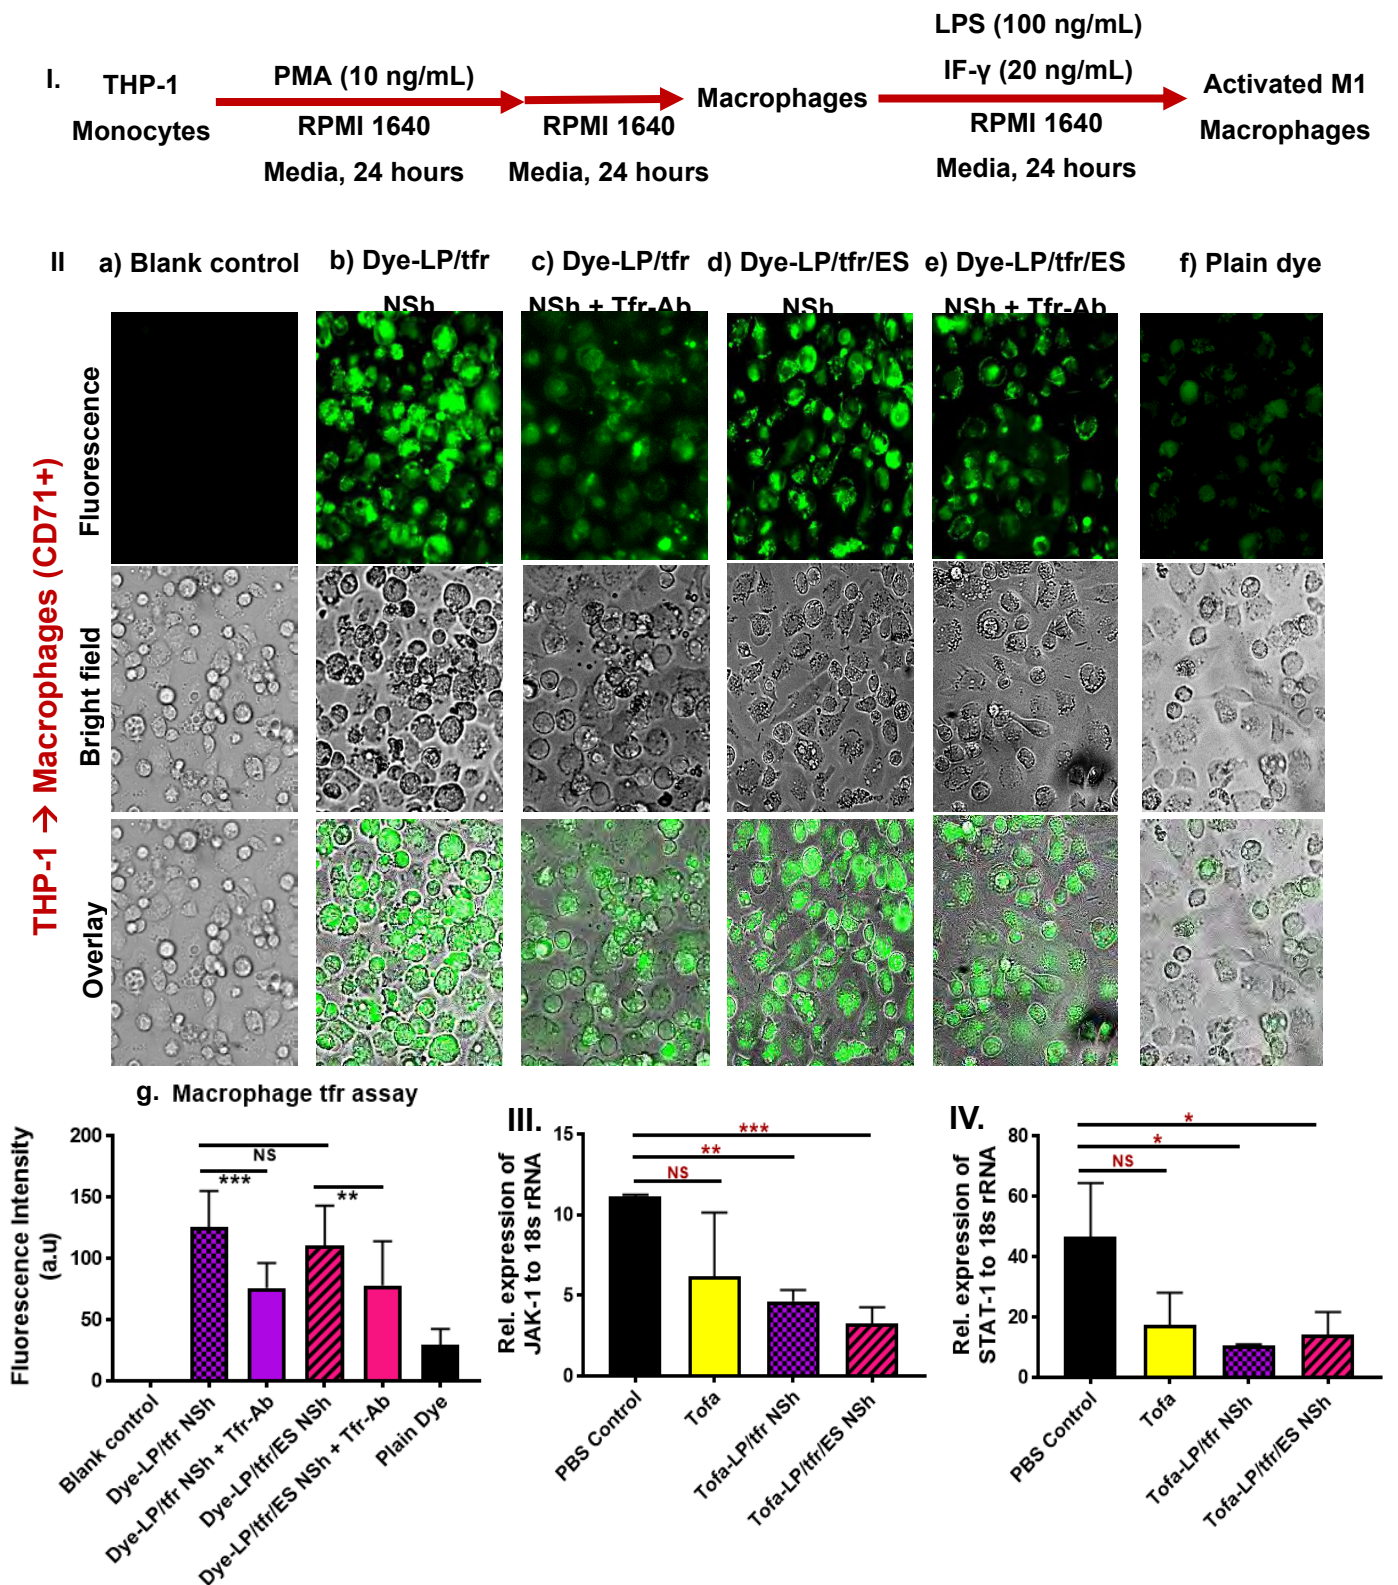 I.
THP-1
Monocytes
PMA (10 ng/mL)
RPMI 1640
Media, 24 hours
RPMI 1640
Media, 24 hours
Macrophages
LPS (100 ng/mL)
IF-γ (20 ng/mL)
RPMI 1640
Media, 24 hours
Activated M1
Macrophages
II
a) Blank control
b) Dye-LP/tfr
NSh
c) Dye-LP/tfr
NSh + Tfr-Ab
d) Dye-LP/tfr/ES
NSh
e) Dye-LP/tfr/ES
NSh + Tfr-Ab
f) Plain dye
THP-1 → Macrophages (CD71+)
Fluorescence
Bright field
Overlay
g. Macrophage tfr assay
Fluorescence Intensity
(a.u)
200
150
100
50
0
NS
***
**
Blank control
Dye-LP/tfr NSh
Dye-LP/tfr NSh + Tfr-Ab
Dye-LP/tfr/ES NSh
Dye-LP/tfr/ES NSh + Tfr-Ab
Plain Dye
III.
Rel. expression of
JAK-1 to 18s rRNA
15
10
5
0
***
**
NS
PBS Control
Tofa
Tofa-LP/tfr NSh
Tofa-LP/tfr/ES NSh
IV.
Rel. expression of
STAT-1 to 18s rRNA
80
60
40
20
0
*
*
NS
PBS Control
Tofa
Tofa-LP/tfr NSh
Tofa-LP/tfr/ES NSh